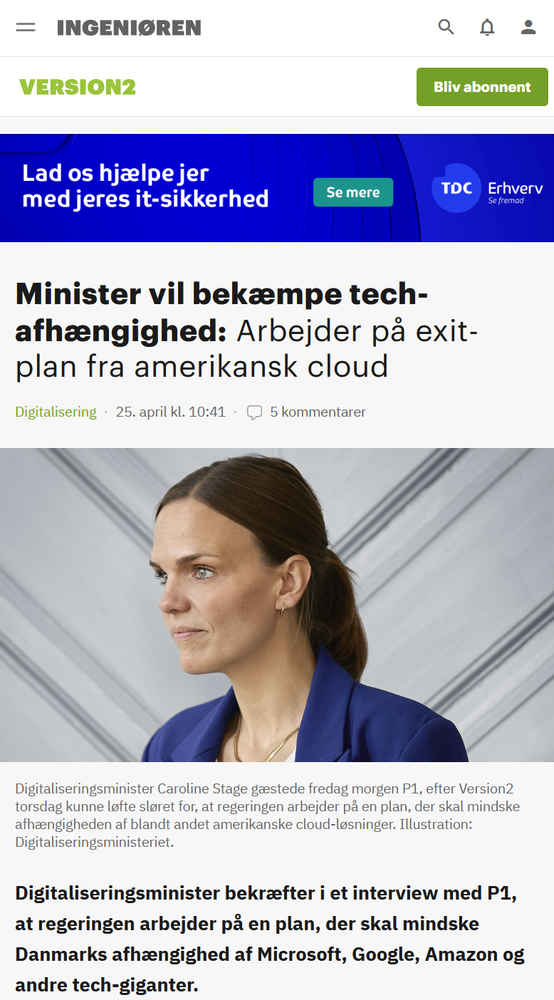 INGENIØREN
VERSION2
Bliv abonnent
Lad os hjælpe jer
med jeres it-sikkerhed
Se mere
TDC Erhverv
Se fremad
Minister vil bekæmpe tech-
afhængighed: Arbejder på exit-
plan fra amerikansk cloud
Digitalisering · 25. april kl. 10:41 · 5 kommentarer
Digitaliseringsminister Caroline Stage gæstede fredag morgen P1, efter Version2
torsdag kunne løfte sløret for, at regeringen arbejder på en plan, der skal mindske
afhængigheden af blandt andet amerikanske cloud-løsninger. Illustration:
Digitaliseringsministeriet.
Digitaliseringsminister bekræfter i et interview med P1,
at regeringen arbejder på en plan, der skal mindske
Danmarks afhængighed af Microsoft, Google, Amazon og
andre tech-giganter.